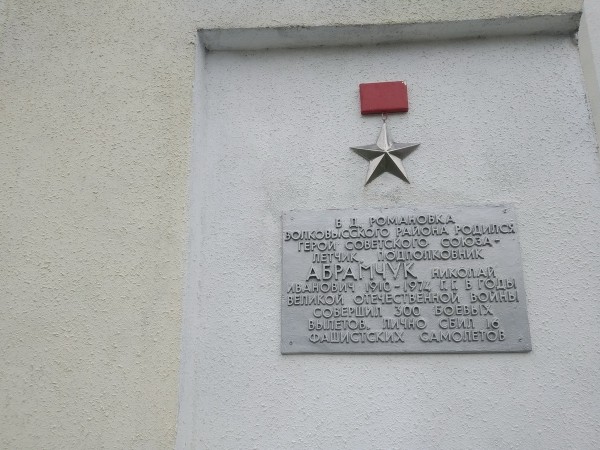 В Д. РОМАНОВКА
ВОЛКОВЫССКОГО РАЙОНА РОДИЛСЯ
ГЕРОЙ СОВЕТСКОГО СОЮЗА-
ЛЕТЧИК, ПОДПОЛКОВНИК
АБРАМЧУК НИКОЛАЙ
ИВАНОВИЧ 1910-1974 Г.Г. В ГОДЫ
ВЕЛИКОЙ ОТЕЧЕСТВЕННОЙ ВОЙНЫ
СОВЕРШИЛ 300 БОЕВЫХ
ВЫЛЕТОВ, ЛИЧНО СБИЛ 16
ФАШИСТСКИХ САМОЛЕТОВ